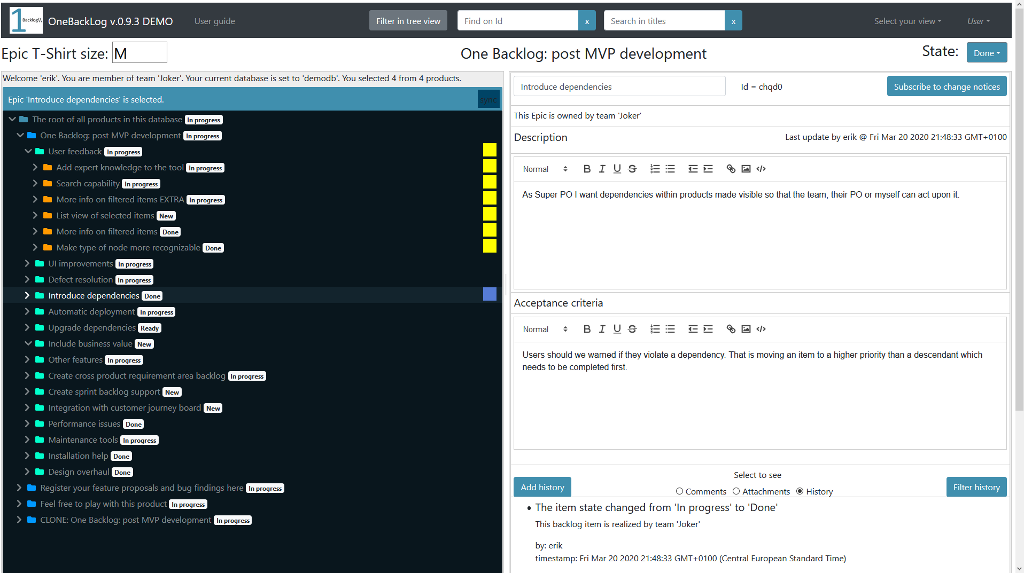 1 Backlog\/ OneBackLog v.0.9.3 DEMO User guide Filter in tree view Find on Id x Search in titles x Select your view User
Epic T-Shirt size: M One Backlog: post MVP development State: Done
Welcome 'erik'. You are member of team 'Joker'. Your current database is set to 'demodb'. You selected 4 from 4 products.
Epic 'Introduce dependencies' is selected. sync
The root of all products in this database In progress
One Backlog: post MVP development In progress
User feedback In progress
Add expert knowledge to the tool In progress
Search capability In progress
More info on filtered items EXTRA In progress
List view of selected items New
More info on filtered items Done
Make type of node more recognizable Done
UI improvements In progress
Defect resolution In progress
Introduce dependencies Done
Automatic deployment In progress
Upgrade dependencies Ready
Include business value New
Other features In progress
Create cross product requirement area backlog In progress
Create sprint backlog support New
Integration with customer journey board New
Performance issues Done
Maintenance tools In progress
Installation help Done
Design overhaul Done
Register your feature proposals and bug findings here In progress
Feel free to play with this product In progress
CLONE: One Backlog: post MVP development In progress
Introduce dependencies Id = chqd0 Subscribe to change notices
This Epic is owned by team 'Joker'
Description Last update by erik @ Fri Mar 20 2020 21:48:33 GMT+0100
Normal B I U S
As Super PO I want dependencies within products made visible so that the team, their PO or myself can act upon it.
Acceptance criteria
Normal B I U S
Users should we warned if they violate a dependency. That is moving an item to a higher priority than a descendant which
needs to be completed first.
Select to see
Add history Comments Attachments History Filter history
The item state changed from 'In progress' to 'Done'
This backlog item is realized by team 'Joker'
by: erik
timestamp: Fri Mar 20 2020 21:48:33 GMT+0100 (Central European Standard Time)